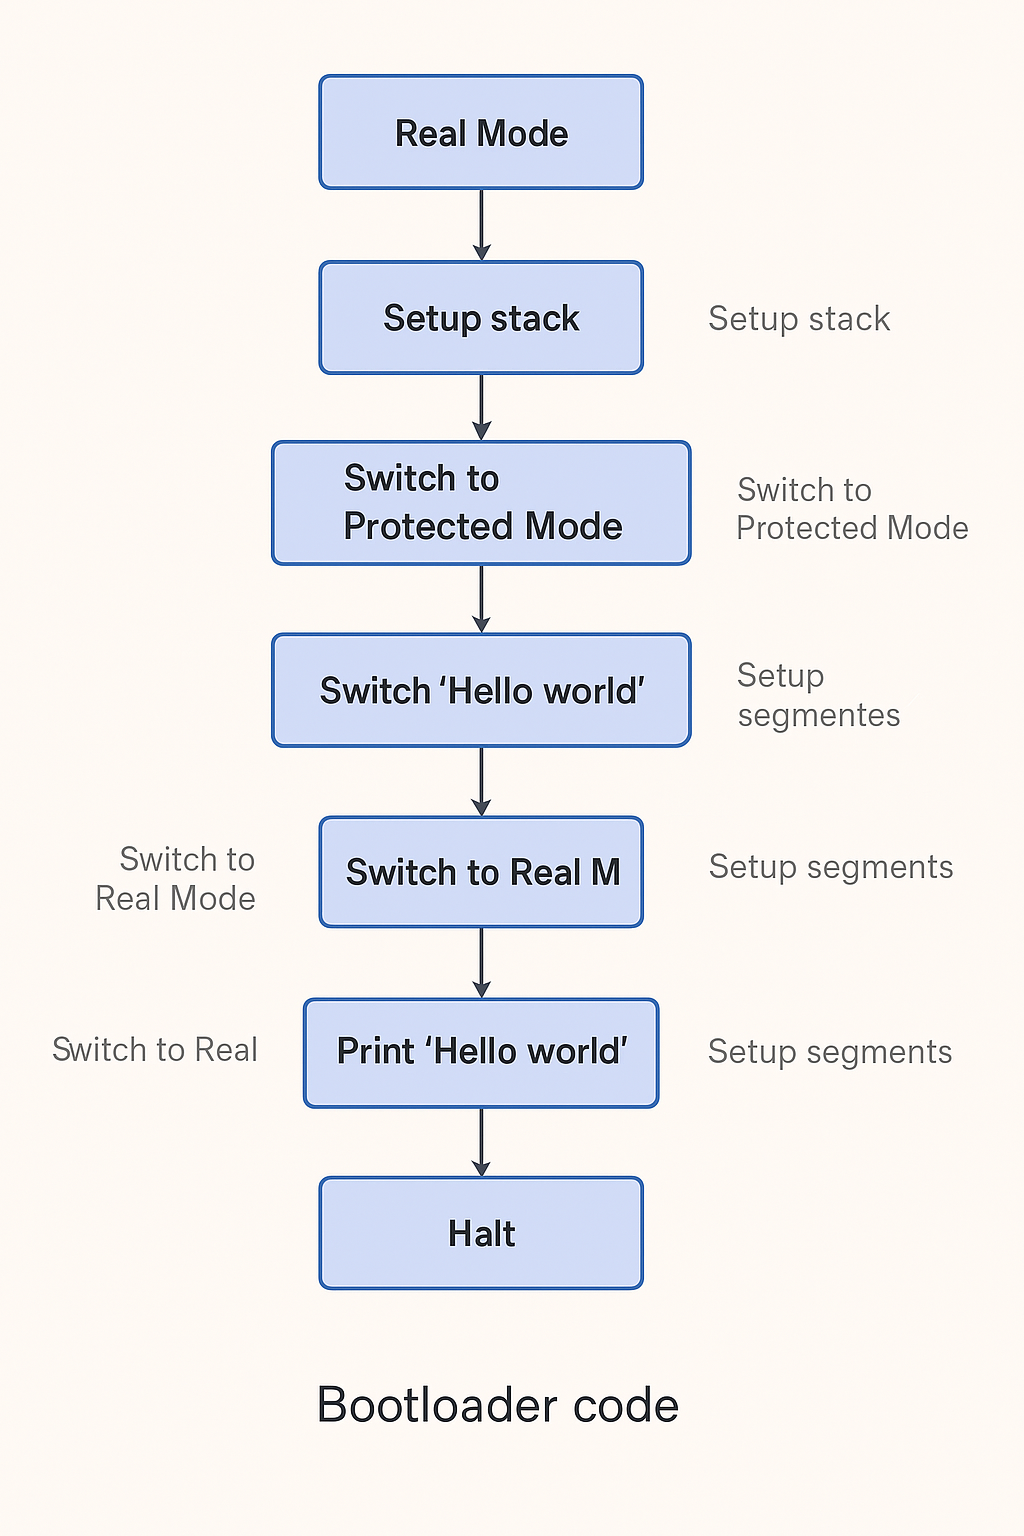 Real Mode
Setup stack
Setup stack
Switch to
Protected Mode
Switch to
Protected Mode
Switch ‘Hello world’
Setup
segmentes
Switch to
Real Mode
Switch to Real M
Setup segments
Switch to Real
Print ‘Hello world’
Setup segments
Halt
Bootloader code